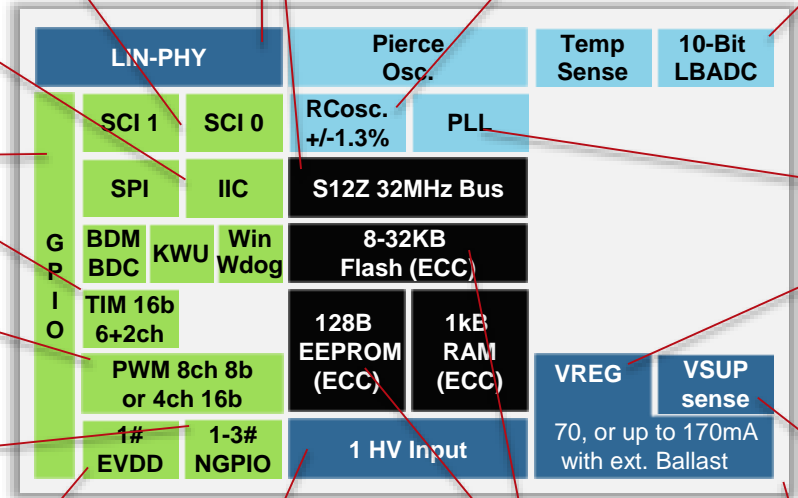 LIN-PHY
Pierce
Osc.
Temp
Sense
10-Bit
LBADC
SCI 1
SCI 0
RCosc.
+/-1.3%
PLL
SPI
IIC
S12Z 32MHz Bus
GPIO
BDM
BDC
KWU
Win
Wdog
8-32KB
Flash (ECC)
TIM 16b
6+2ch
128B
EEPROM
(ECC)
1kB
RAM
(ECC)
PWM 8ch 8b
or 4ch 16b
VREG
VSUP
sense
1#
EVDD
1-3#
NGPIO
1 HV Input
70, or up to 170mA
with ext. Ballast